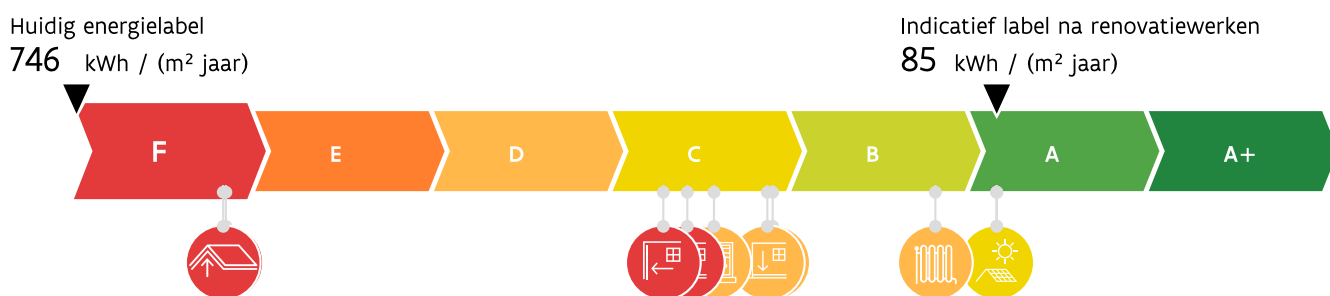 Huidig energielabel
746 kWh / (m² jaar)
Indicatief label na renovatiewerken
85 kWh / (m² jaar)
F E D C B A A+